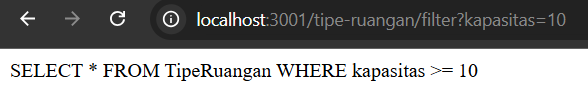 localhost:3001/tipe-ruangan/filter?kapasitas=10
SELECT * FROM TipeRuangan WHERE kapasitas >= 10